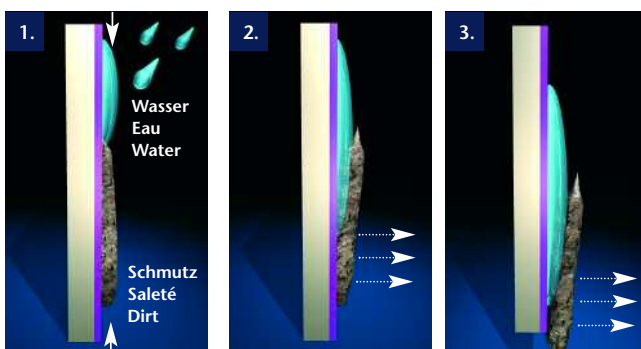 1.
Wasser
Eau
Water
Schmutz
Saleté
Dirt
2.
3.